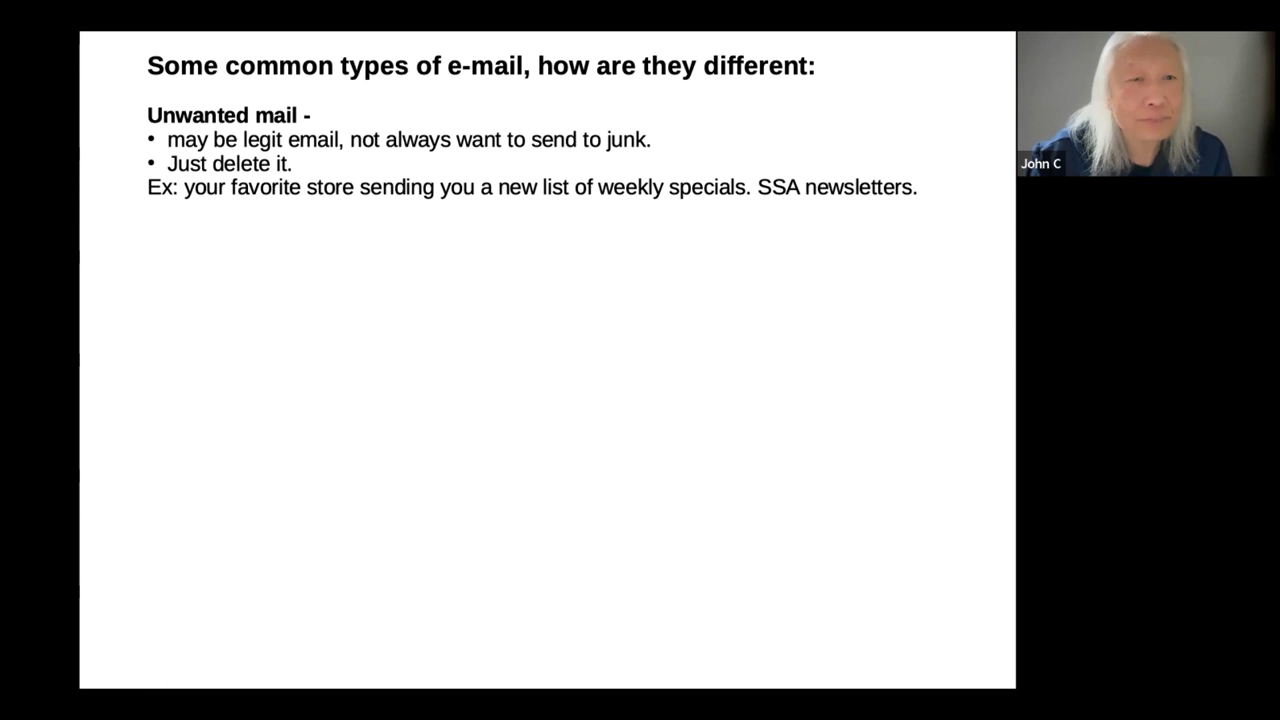 Some common types of e-mail, how are they different:
Unwanted mail -
• may be legit email, not always want to send to junk.
• Just delete it.
Ex: your favorite store sending you a new list of weekly specials. SSA newsletters.
John C